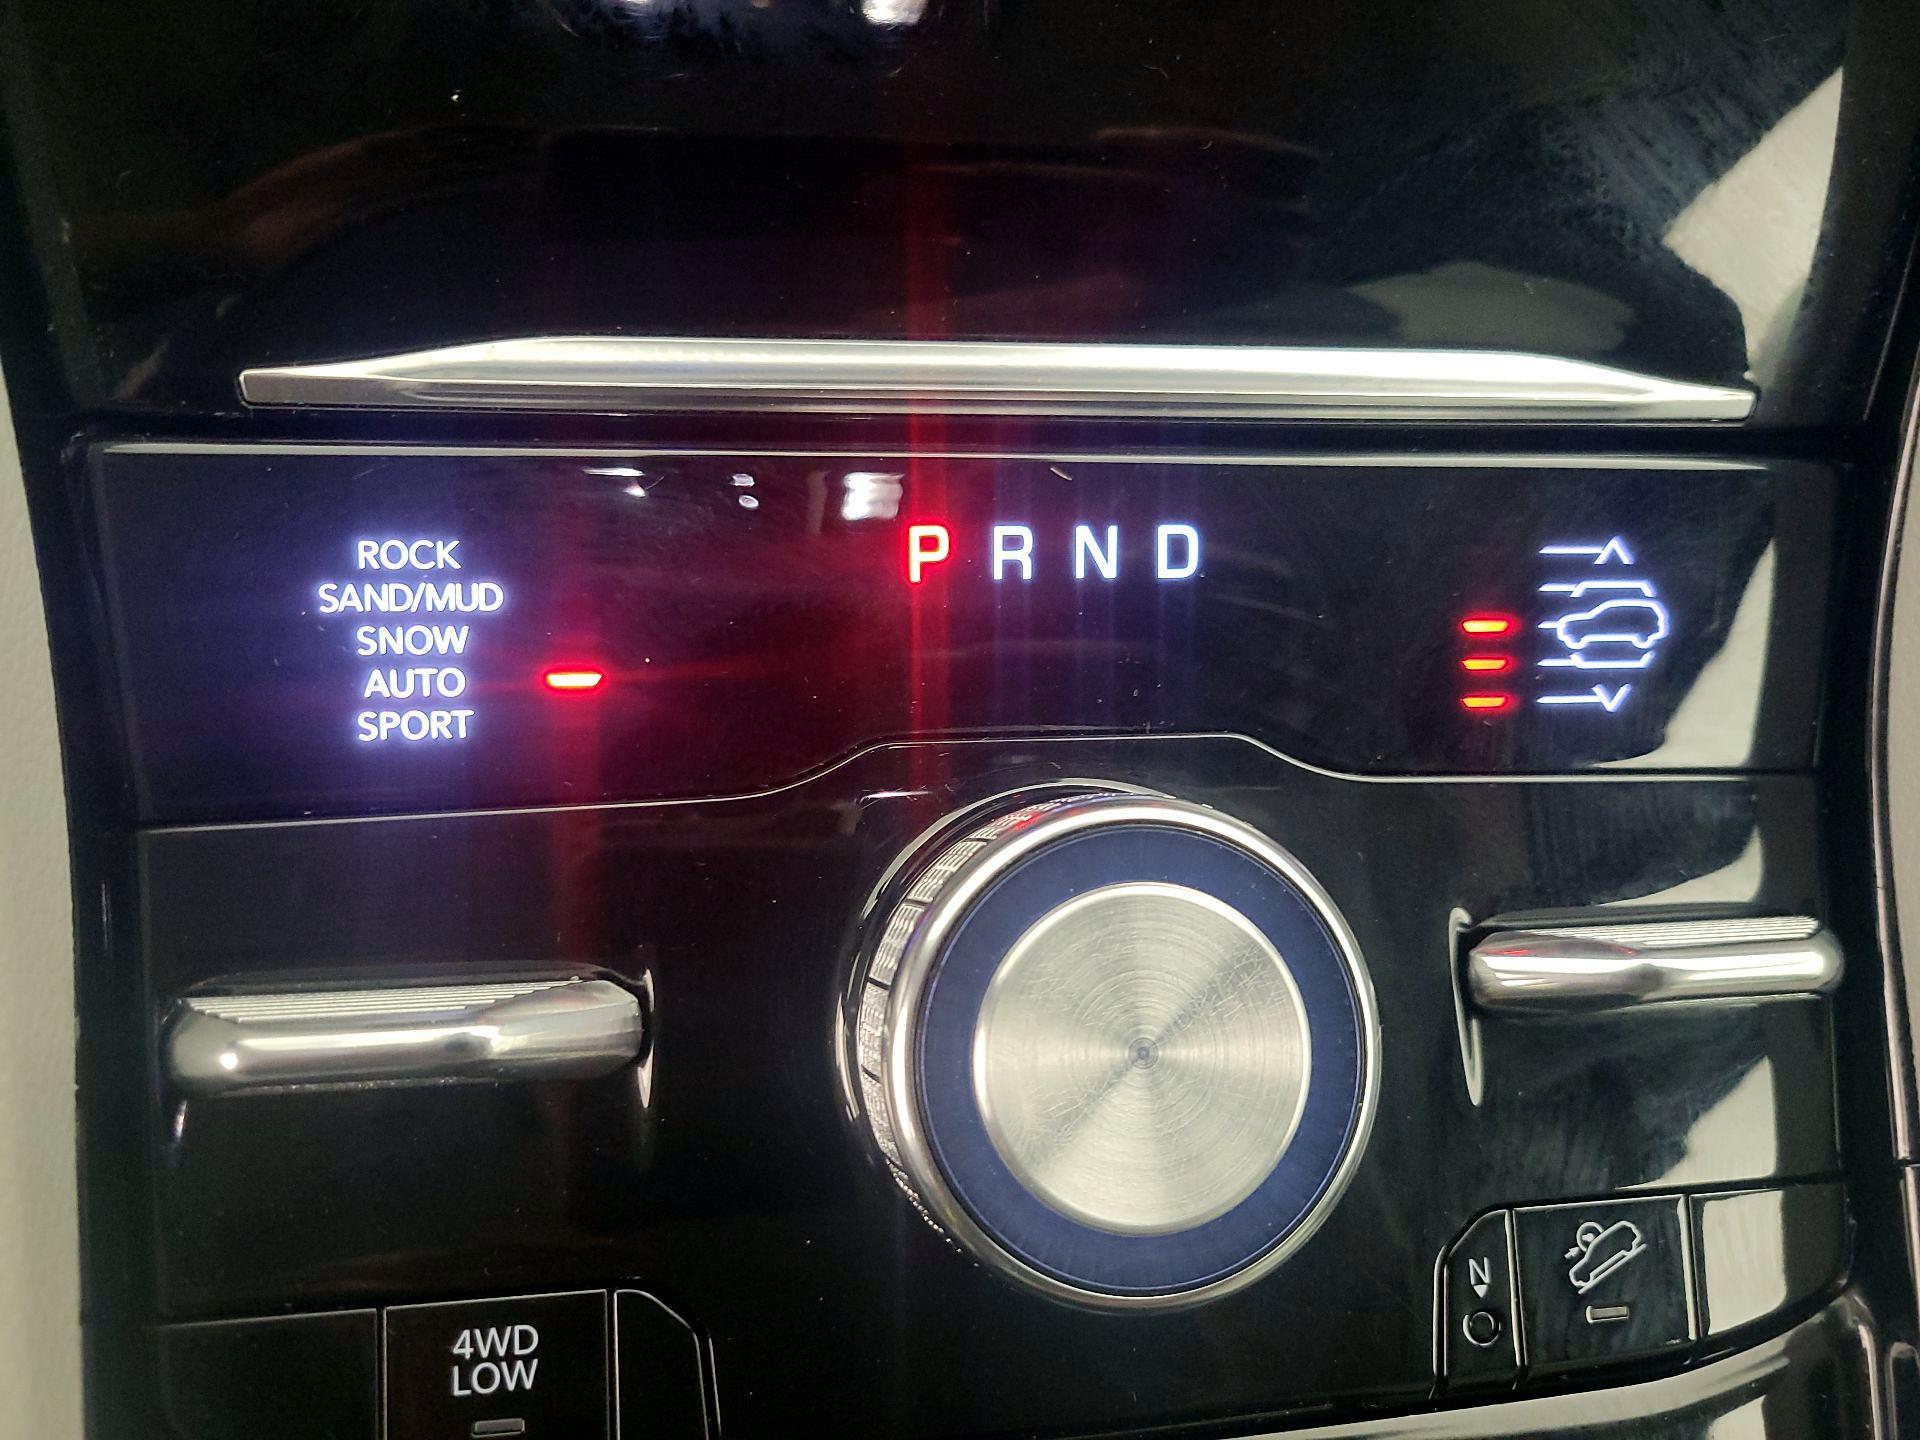 ROCK
SAND/MUD
SNOW
AUTO
SPORT
P R N D
N
4WD
LOW